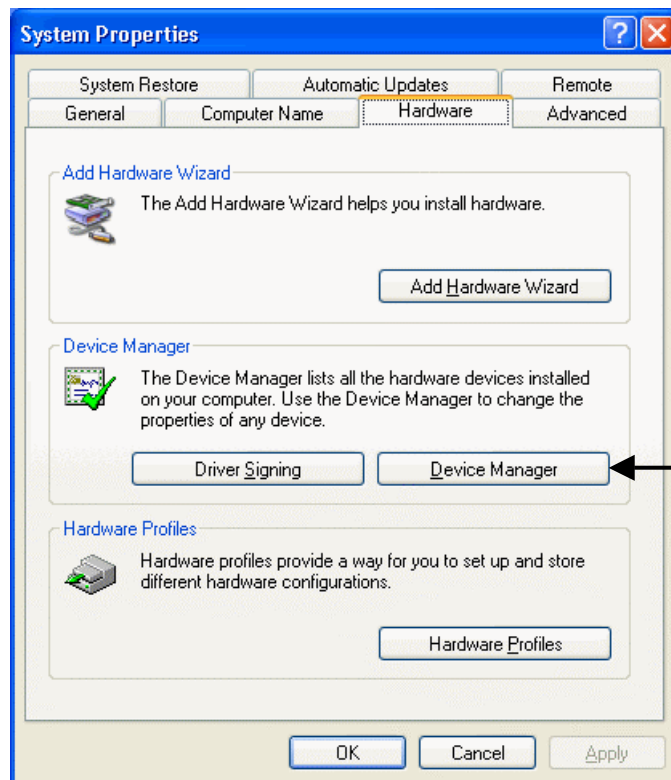 System Properties
System Restore
Automatic Updates
Remote
General
Computer Name
Hardware
Advanced
Add Hardware Wizard
The Add Hardware Wizard helps you install hardware.
Add Hardware Wizard
Device Manager
The Device Manager lists all the hardware devices installed
on your computer. Use the Device Manager to change the
properties of any device.
Driver Signing
Device Manager
Hardware Profiles
Hardware profiles provide a way for you to set up and store
different hardware configurations.
Hardware Profiles
OK
Cancel
Apply